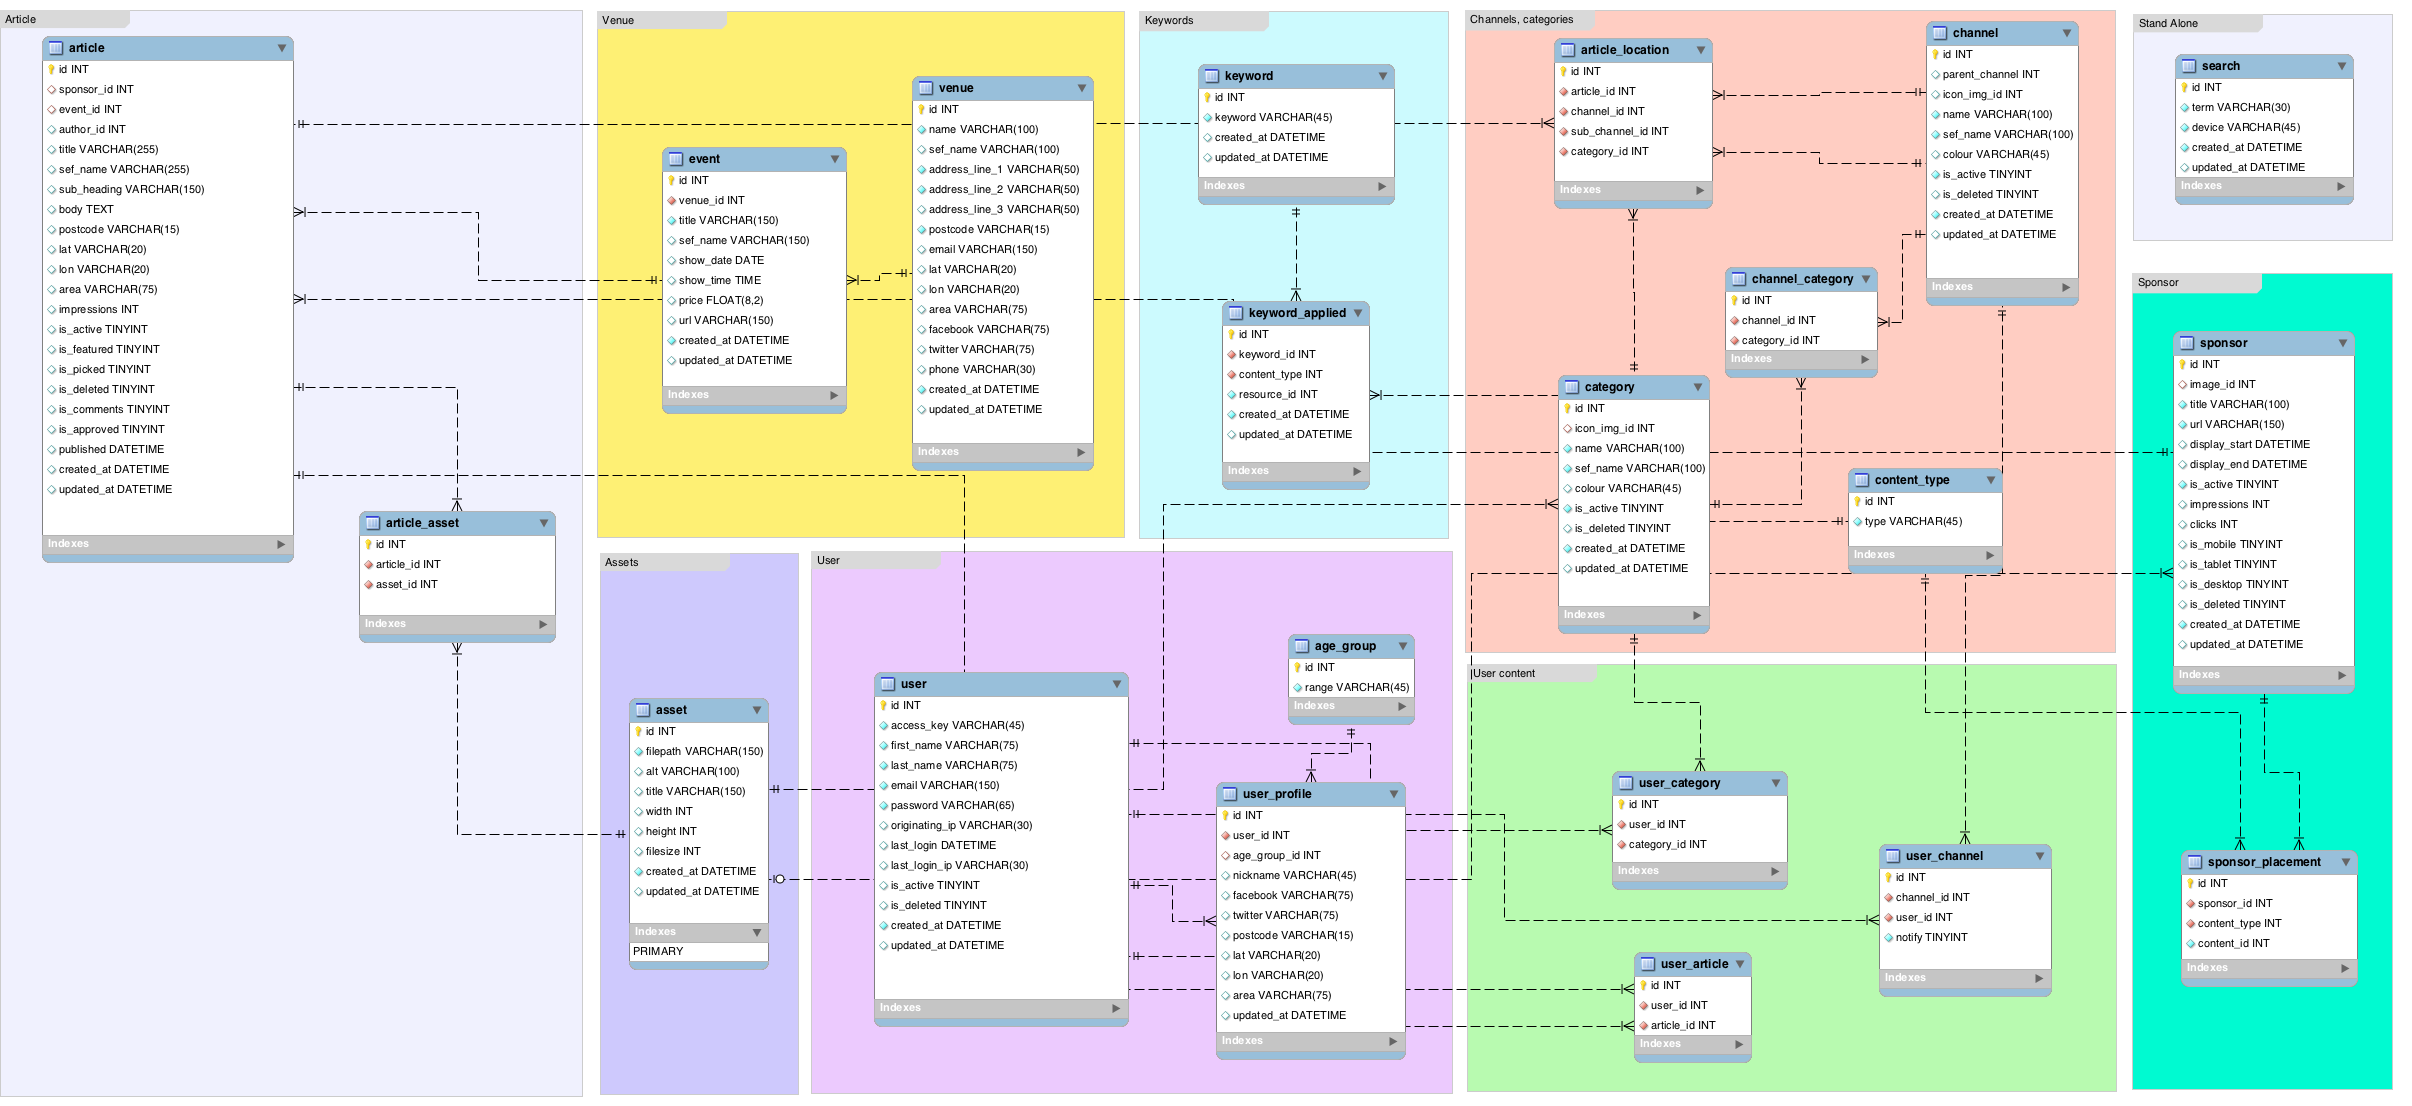 Article
article
id INT
sponsor_id INT
event_id INT
author_id INT
title VARCHAR(255)
sef_name VARCHAR(255)
sub_heading VARCHAR(150)
body TEXT
postcode VARCHAR(15)
lat VARCHAR(20)
lon VARCHAR(20)
area VARCHAR(75)
impressions INT
is_active TINYINT
is_featured TINYINT
is_picked TINYINT
is_deleted TINYINT
is_comments TINYINT
is_approved TINYINT
published DATETIME
created_at DATETIME
updated_at DATETIME
Indexes
article_asset
id INT
article_id INT
asset_id INT
Indexes
Venue
event
id INT
venue_id INT
title VARCHAR(150)
sef_name VARCHAR(150)
show_date DATE
show_time TIME
price FLOAT(8,2)
url VARCHAR(150)
created_at DATETIME
updated_at DATETIME
Indexes
venue
id INT
name VARCHAR(100)
sef_name VARCHAR(100)
address_line_1 VARCHAR(50)
address_line_2 VARCHAR(50)
address_line_3 VARCHAR(50)
postcode VARCHAR(15)
email VARCHAR(150)
lat VARCHAR(20)
lon VARCHAR(20)
area VARCHAR(75)
facebook VARCHAR(75)
twitter VARCHAR(75)
phone VARCHAR(30)
created_at DATETIME
updated_at DATETIME
Indexes
Keywords
keyword
id INT
keyword VARCHAR(45)
created_at DATETIME
updated_at DATETIME
Indexes
keyword_applied
id INT
keyword_id INT
content_type INT
resource_id INT
created_at DATETIME
updated_at DATETIME
Indexes
Channels, categories
article_location
id INT
article_id INT
channel_id INT
sub_channel_id INT
category_id INT
Indexes
channel
id INT
parent_channel INT
icon_img_id INT
name VARCHAR(100)
sef_name VARCHAR(100)
colour VARCHAR(45)
is_active TINYINT
is_deleted TINYINT
created_at DATETIME
updated_at DATETIME
Indexes
channel_category
id INT
channel_id INT
category_id INT
Indexes
category
id INT
icon_img_id INT
name VARCHAR(100)
sef_name VARCHAR(100)
colour VARCHAR(45)
is_active TINYINT
is_deleted TINYINT
created_at DATETIME
updated_at DATETIME
Indexes
content_type
id INT
type VARCHAR(45)
Indexes
Stand Alone
search
id INT
term VARCHAR(30)
device VARCHAR(45)
created_at DATETIME
updated_at DATETIME
Indexes
Sponsor
sponsor
id INT
image_id INT
title VARCHAR(100)
url VARCHAR(150)
display_start DATETIME
display_end DATETIME
is_active TINYINT
impressions INT
clicks INT
is_mobile TINYINT
is_tablet TINYINT
is_desktop TINYINT
is_deleted TINYINT
created_at DATETIME
updated_at DATETIME
Indexes
sponsor_placement
id INT
sponsor_id INT
content_type INT
content_id INT
Indexes
Assets
asset
id INT
filepath VARCHAR(150)
alt VARCHAR(100)
title VARCHAR(150)
width INT
height INT
filesize INT
created_at DATETIME
updated_at DATETIME
Indexes
PRIMARY
User
user
id INT
access_key VARCHAR(45)
first_name VARCHAR(75)
last_name VARCHAR(75)
email VARCHAR(150)
password VARCHAR(65)
originating_ip VARCHAR(30)
last_login DATETIME
last_login_ip VARCHAR(30)
is_active TINYINT
is_deleted TINYINT
created_at DATETIME
updated_at DATETIME
Indexes
age_group
id INT
range VARCHAR(45)
Indexes
user_profile
id INT
user_id INT
age_group_id INT
nickname VARCHAR(45)
facebook VARCHAR(75)
twitter VARCHAR(75)
postcode VARCHAR(15)
lat VARCHAR(20)
lon VARCHAR(20)
area VARCHAR(75)
updated_at DATETIME
Indexes
User content
user_category
id INT
user_id INT
category_id INT
Indexes
user_channel
id INT
channel_id INT
user_id INT
notify TINYINT
Indexes
user_article
id INT
user_id INT
article_id INT
Indexes